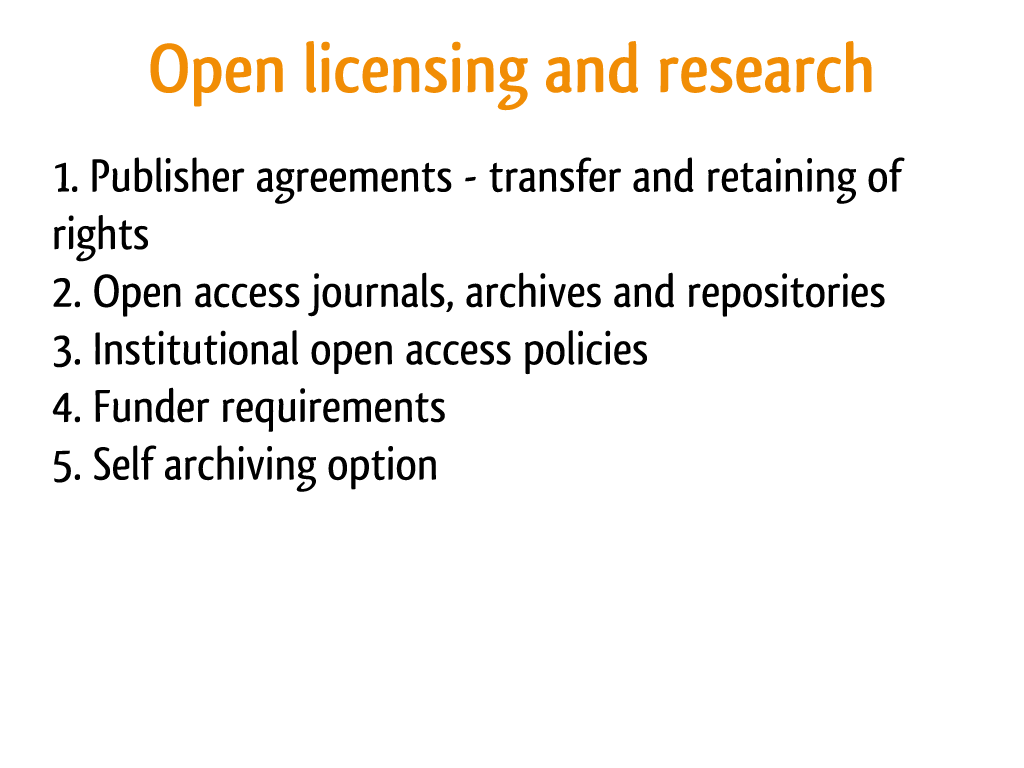 Open licensing and research
1. Publisher agreements - transfer and retaining of
rights
2. Open access journals, archives and repositories
3. Institutional open access policies
4. Funder requirements
5. Self archiving option